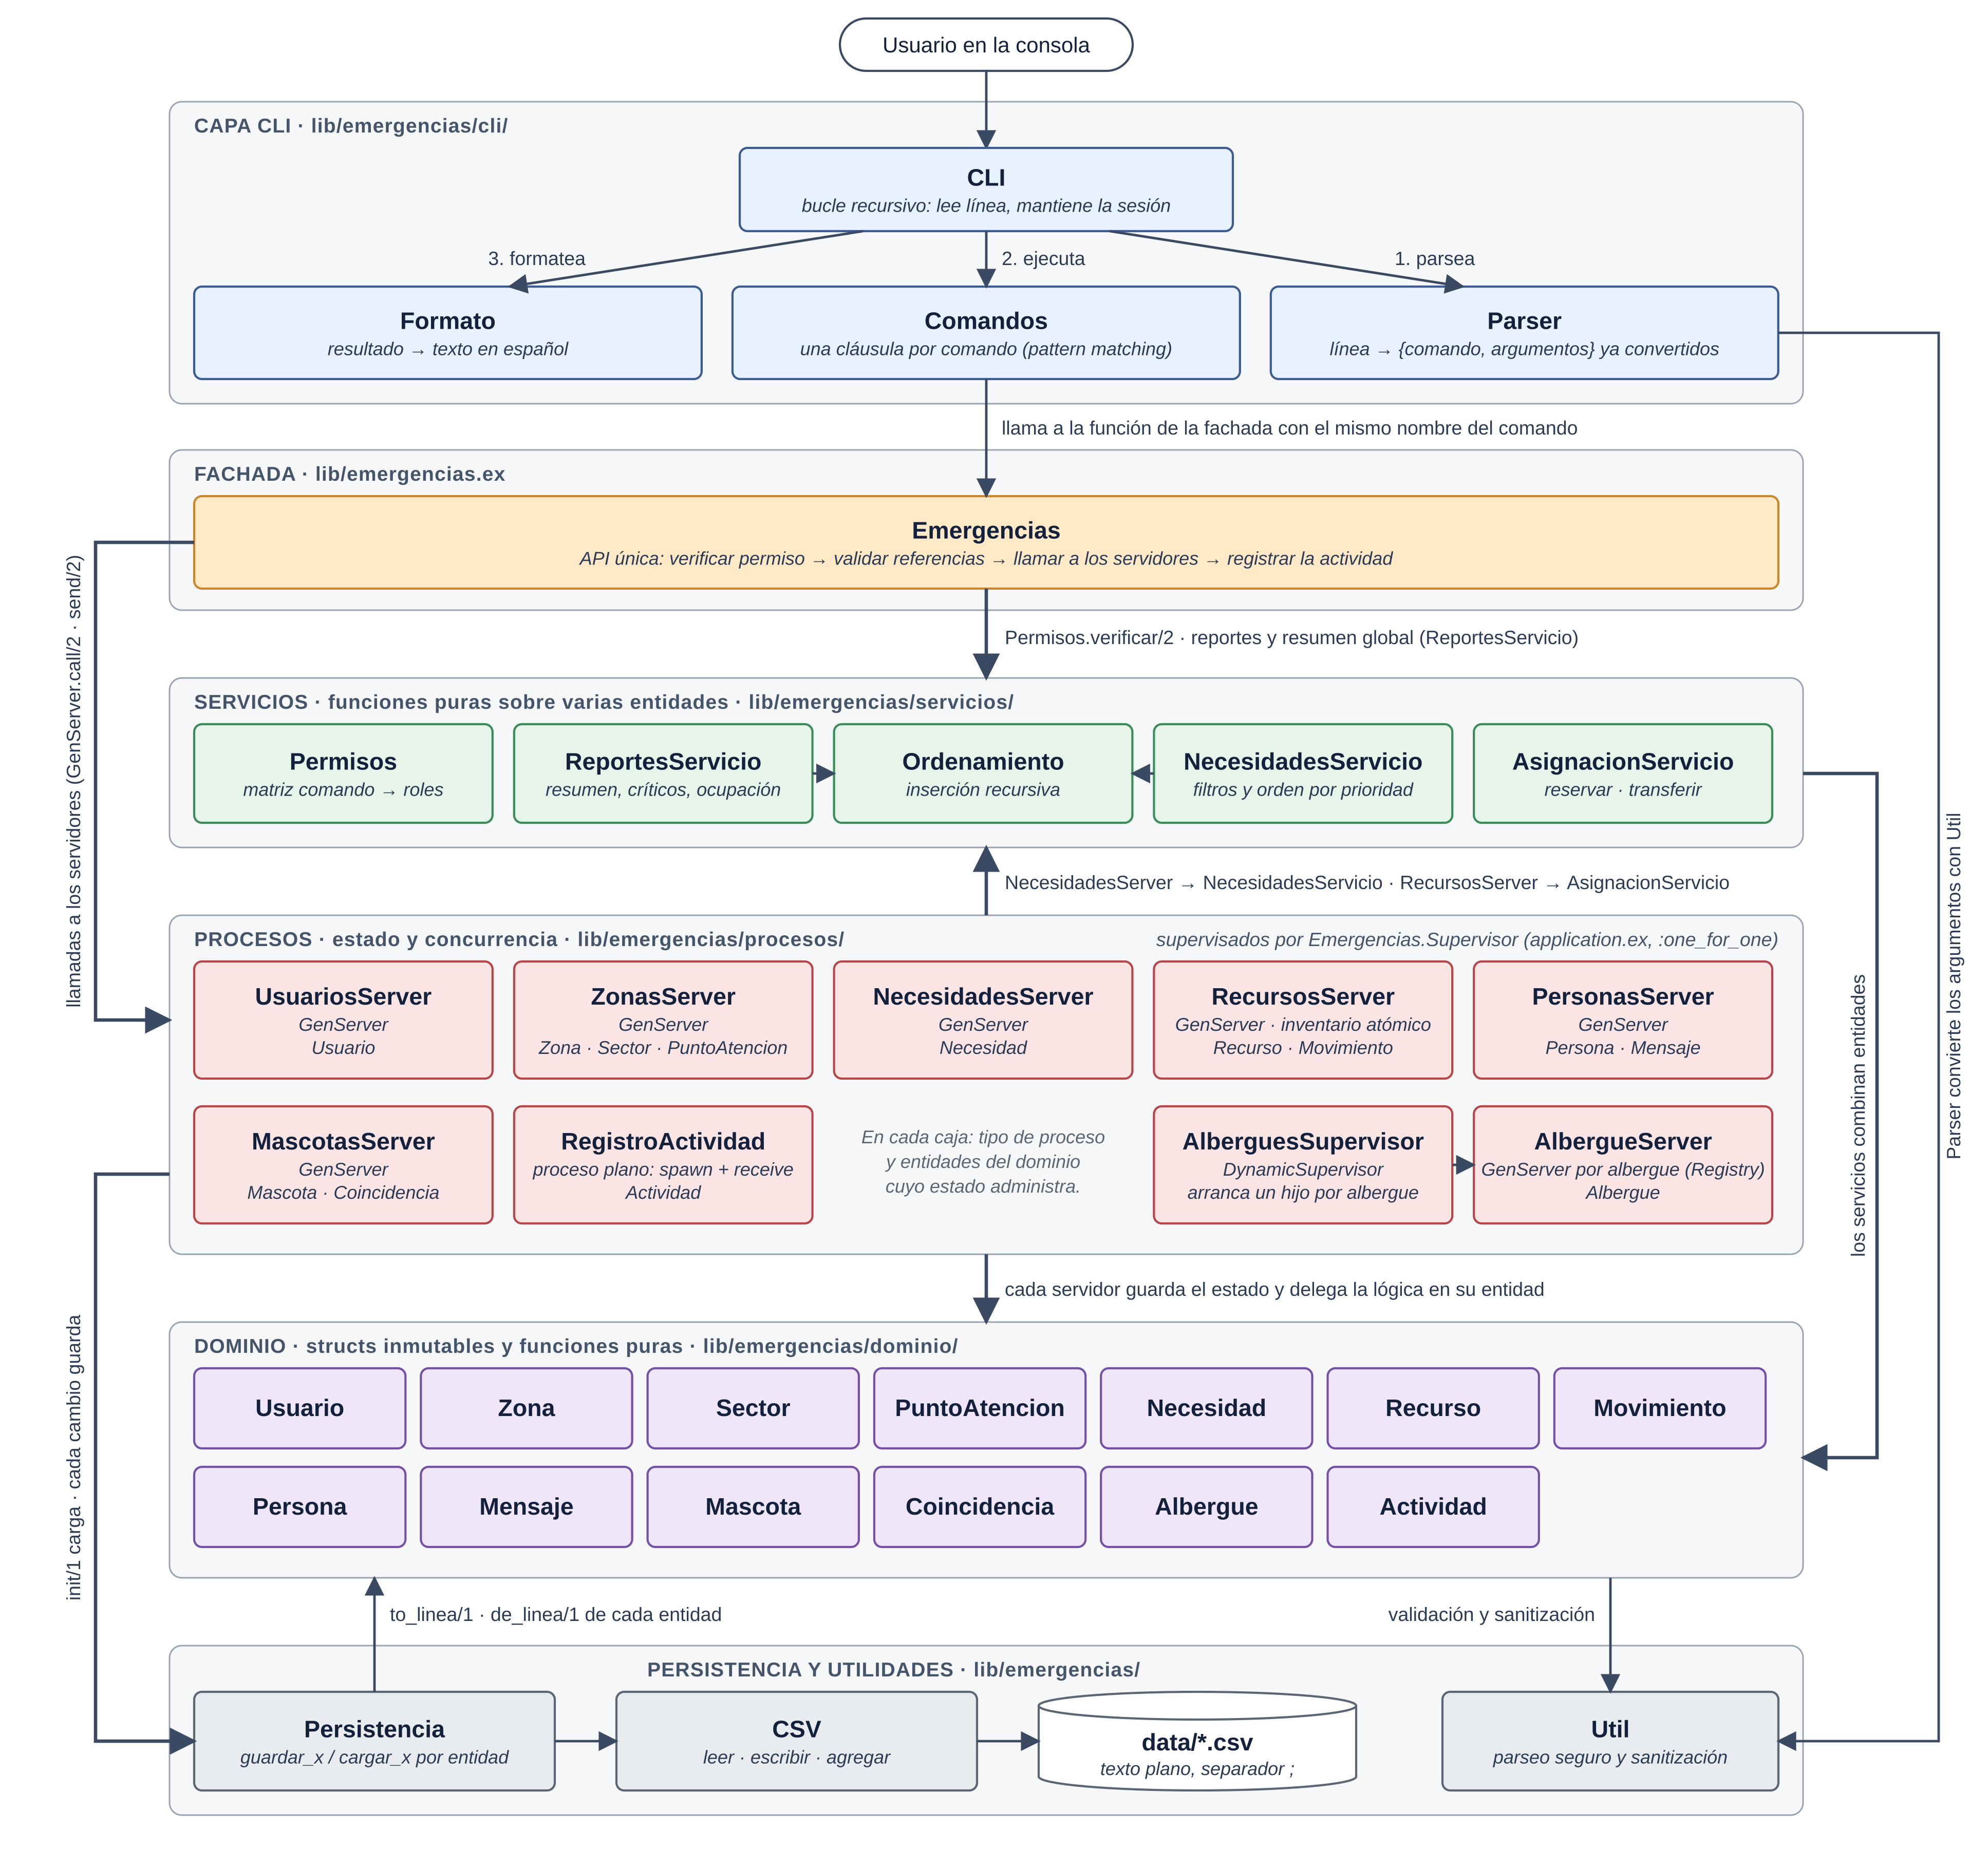 Usuario en la consola
CAPA CLI · lib/emergencias/cli/
CLI
bucle recursivo: lee línea, mantiene la sesión
3. formatea
2. ejecuta
1. parsea
Formato
resultado → texto en español
Comandos
una cláusula por comando (pattern matching)
Parser
línea → {comando, argumentos} ya convertidos
llama a la función de la fachada con el mismo nombre del comando
FACHADA · lib/emergencias.ex
Emergencias
API única: verificar permiso → validar referencias → llamar a los servidores → registrar la actividad
llamadas a los servidores (GenServer.call/2 · send/2)
Permisos.verificar/2 · reportes y resumen global (ReportesServicio)
SERVICIOS · funciones puras sobre varias entidades · lib/emergencias/servicios/
Permisos
matriz comando → roles
ReportesServicio
resumen, críticos, ocupación
Ordenamiento
inserción recursiva
NecesidadesServicio
filtros y orden por prioridad
AsignacionServicio
reservar · transferir
NecesidadesServer → NecesidadesServicio · RecursosServer → AsignacionServicio
Parser convierte los argumentos con Util
los servicios combinan entidades
PROCESOS · estado y concurrencia · lib/emergencias/procesos/
supervisados por Emergencias.Supervisor (application.ex, :one_for_one)
UsuariosServer
GenServer
Usuario
ZonasServer
GenServer
Zona · Sector · PuntoAtencion
NecesidadesServer
GenServer
Necesidad
RecursosServer
GenServer · inventario atómico
Recurso · Movimiento
PersonasServer
GenServer
Persona · Mensaje
MascotasServer
GenServer
Mascota · Coincidencia
RegistroActividad
proceso plano: spawn + receive
Actividad
En cada caja: tipo de proceso
y entidades del dominio
cuyo estado administra.
AlberguesSupervisor
DynamicSupervisor
arranca un hijo por albergue
AlbergueServer
GenServer por albergue (Registry)
Albergue
cada servidor guarda el estado y delega la lógica en su entidad
init/1 carga · cada cambio guarda
DOMINIO · structs inmutables y funciones puras · lib/emergencias/dominio/
Usuario
Zona
Sector
PuntoAtencion
Necesidad
Recurso
Movimiento
Persona
Mensaje
Mascota
Coincidencia
Albergue
Actividad
to_linea/1 · de_linea/1 de cada entidad
validación y sanitización
PERSISTENCIA Y UTILIDADES · lib/emergencias/
Persistencia
guardar_x / cargar_x por entidad
CSV
leer · escribir · agregar
data/*.csv
texto plano, separador ;
Util
parseo seguro y sanitización